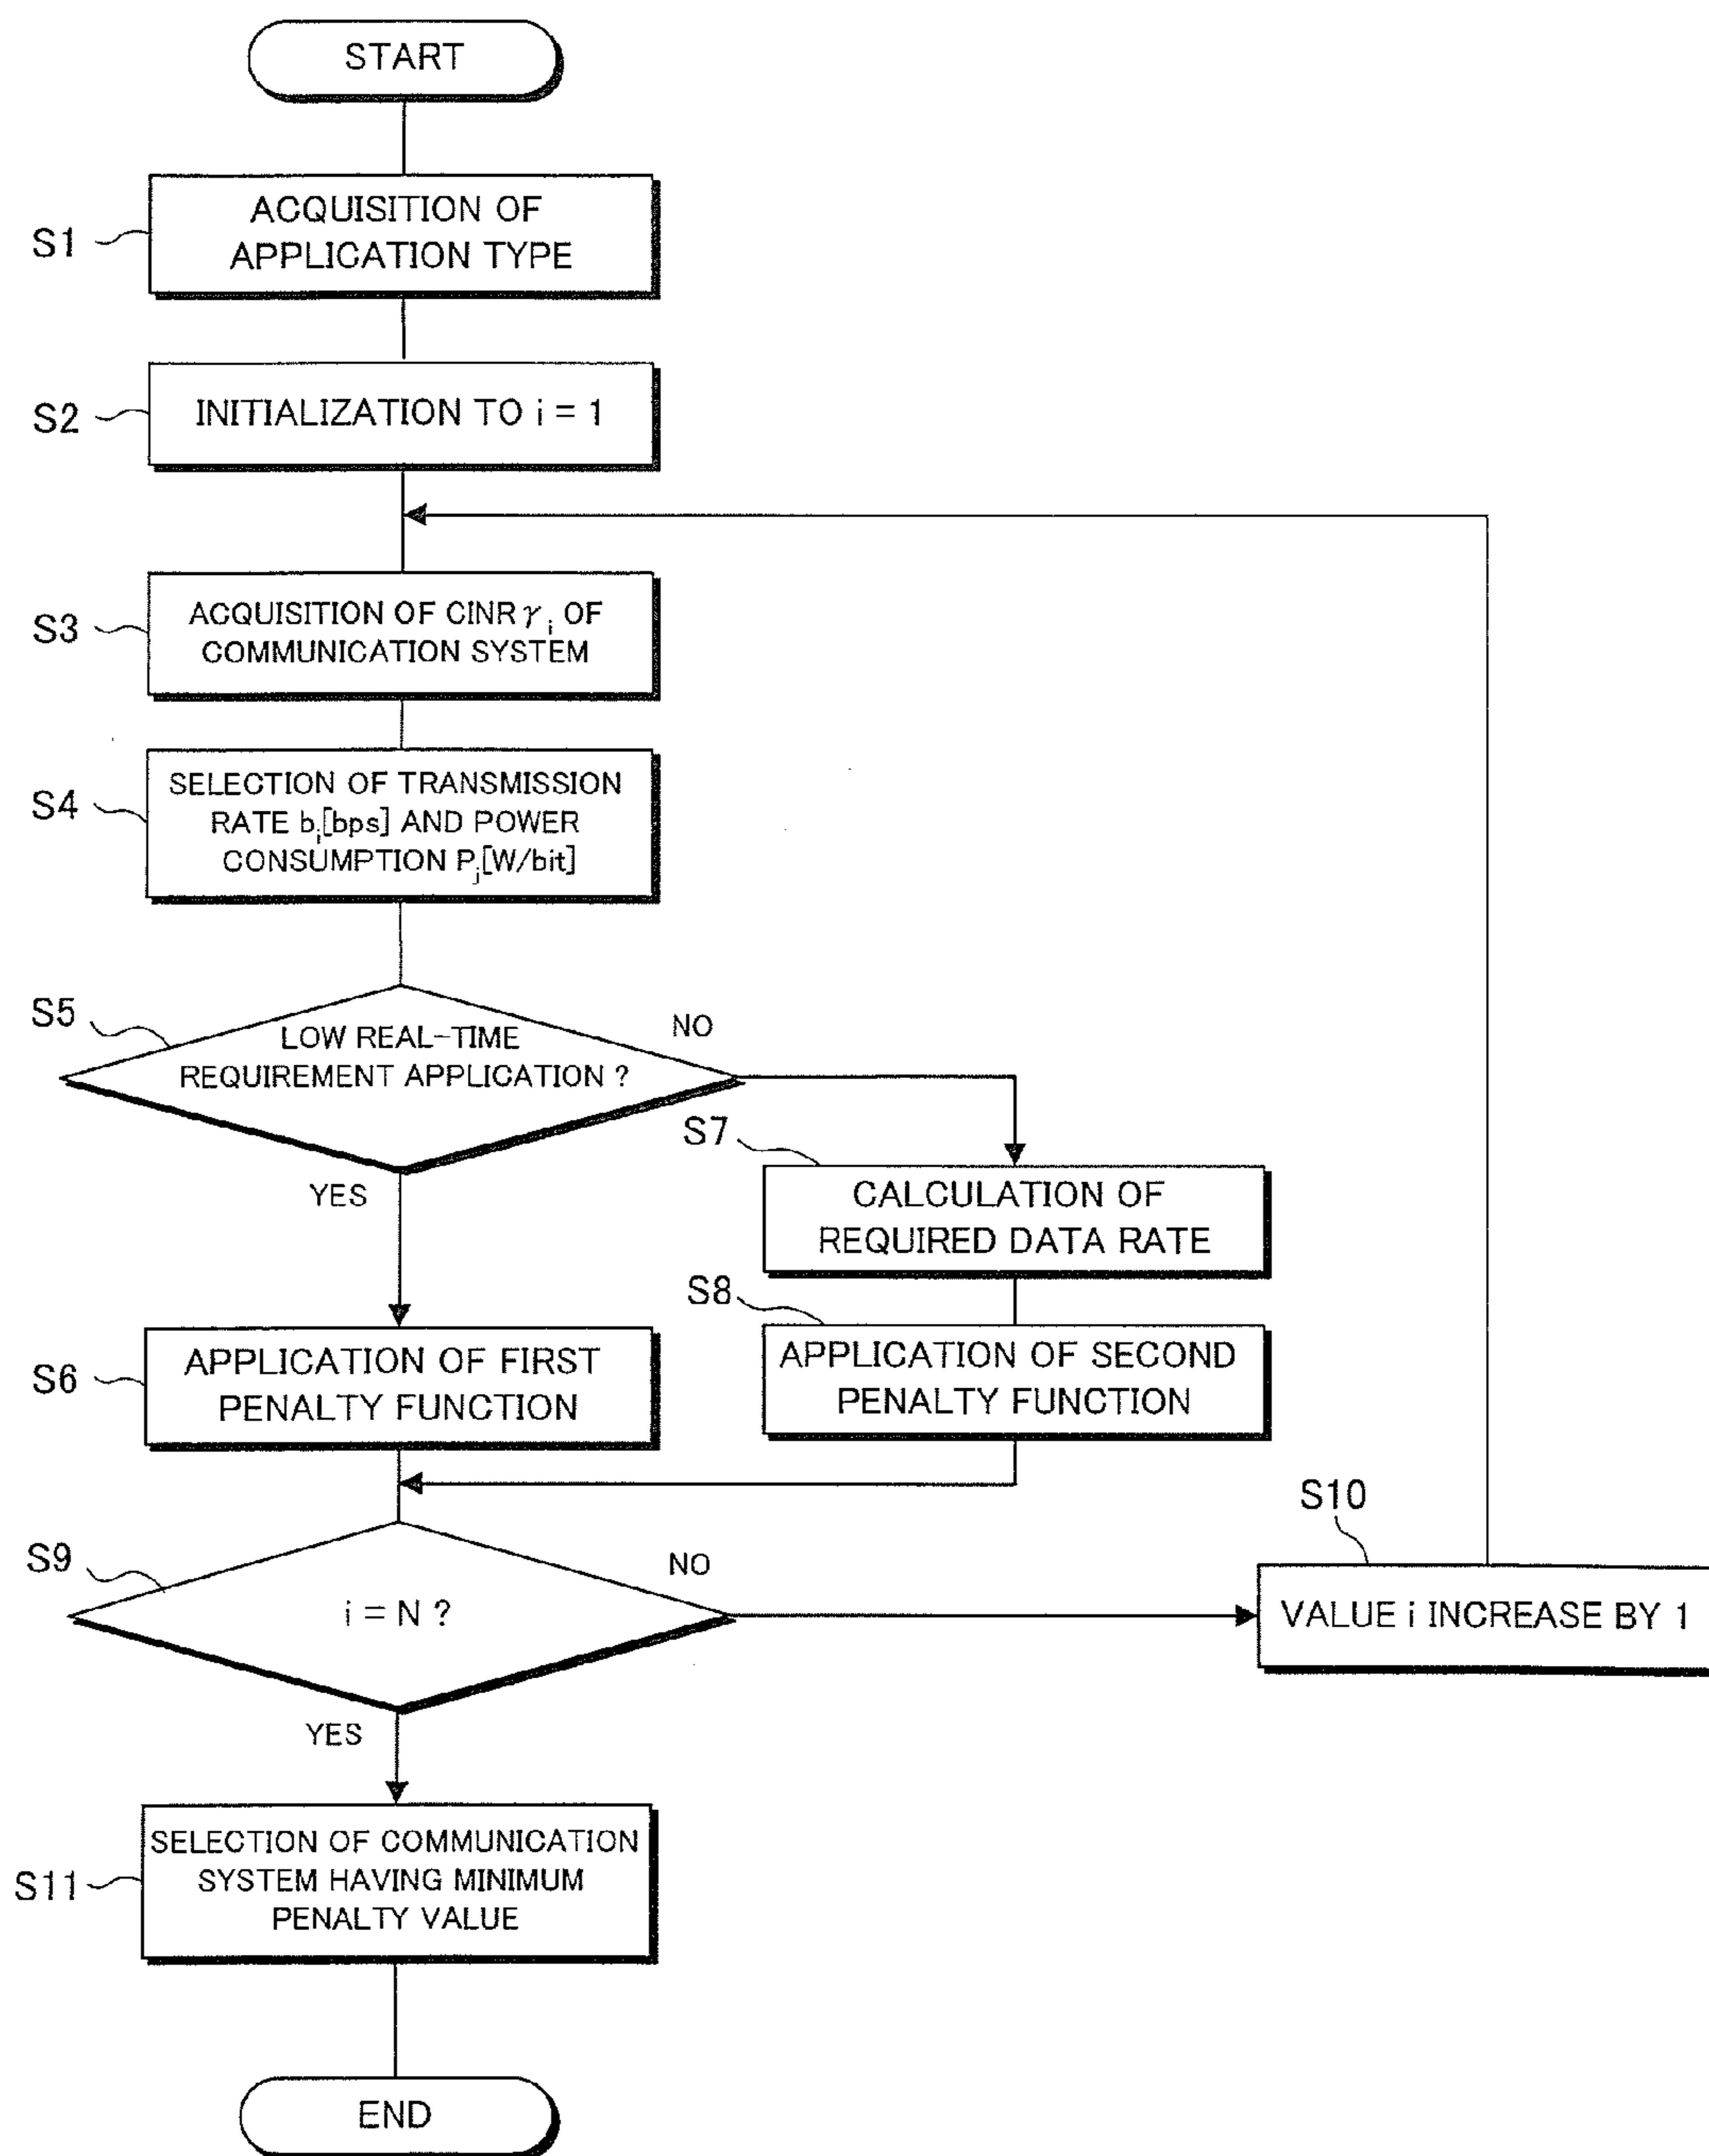 START
S1
ACQUISITION OF
APPLICATION TYPE
S2
INITIALIZATION TO i = 1
S3
ACQUISITION OF CINR γi OF
COMMUNICATION SYSTEM
S4
SELECTION OF TRANSMISSION
RATE bi[bps] AND POWER
CONSUMPTION Pj[W/bit]
S5
LOW REAL-TIME
REQUIREMENT APPLICATION ?
NO
YES
S7
CALCULATION OF
REQUIRED DATA RATE
S6
APPLICATION OF FIRST
PENALTY FUNCTION
S8
APPLICATION OF SECOND
PENALTY FUNCTION
S9
i = N ?
NO
YES
S10
VALUE i INCREASE BY 1
S11
SELECTION OF COMMUNICATION
SYSTEM HAVING MINIMUM
PENALTY VALUE
END